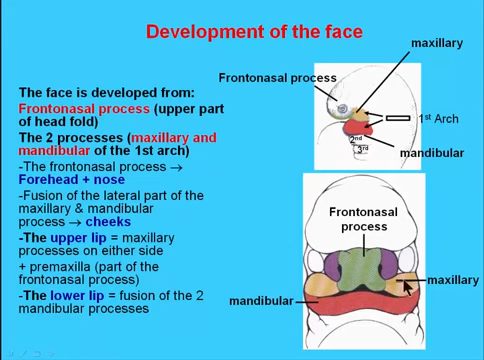 Development of the face
maxillary
Frontonasal process
1st Arch
2nd
3rd
mandibular
The face is developed from:
Frontonasal process (upper part
of head fold)
The 2 processes (maxillary and
mandibular of the 1st arch)
-The frontonasal process →
Forehead + nose
-Fusion of the lateral part of the
maxillary & mandibular
process → cheeks
-The upper lip = maxillary
processes on either side
+ premaxilla (part of the
frontonasal process)
-The lower lip = fusion of the 2
mandibular processes
Frontonasal
process
maxillary
mandibular